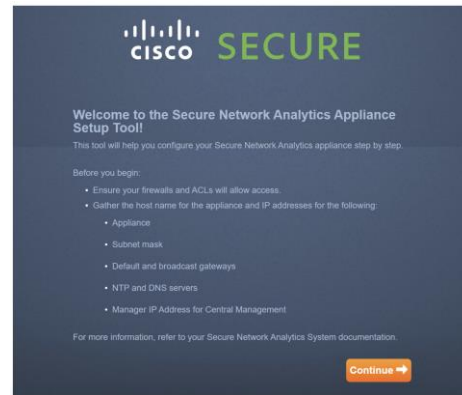 CISCO SECURE
Welcome to the Secure Network Analytics Appliance
Setup Tool!
This tool will help you configure your Secure Network Analytics appliance step by step.
Before you begin:
• Ensure your firewalls and ACLs will allow access.
• Gather the host name for the appliance and IP addresses for the following:
• Appliance
• Subnet mask
• Default and broadcast gateways
• NTP and DNS servers
• Manager IP Address for Central Management
For more information, refer to your Secure Network Analytics System documentation.
Continue